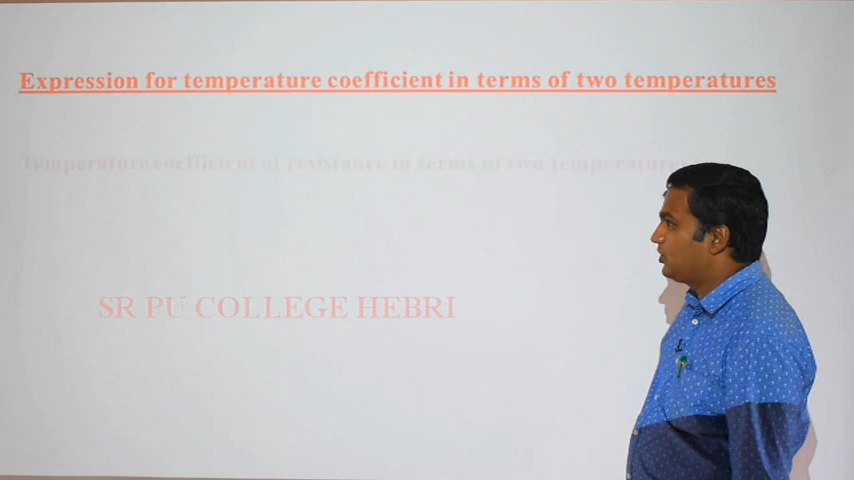 Expression for temperature coefficient in terms of two temperatures
Temperature coefficient of resistance in terms of two temperatures
SR PU COLLEGE HEBRI